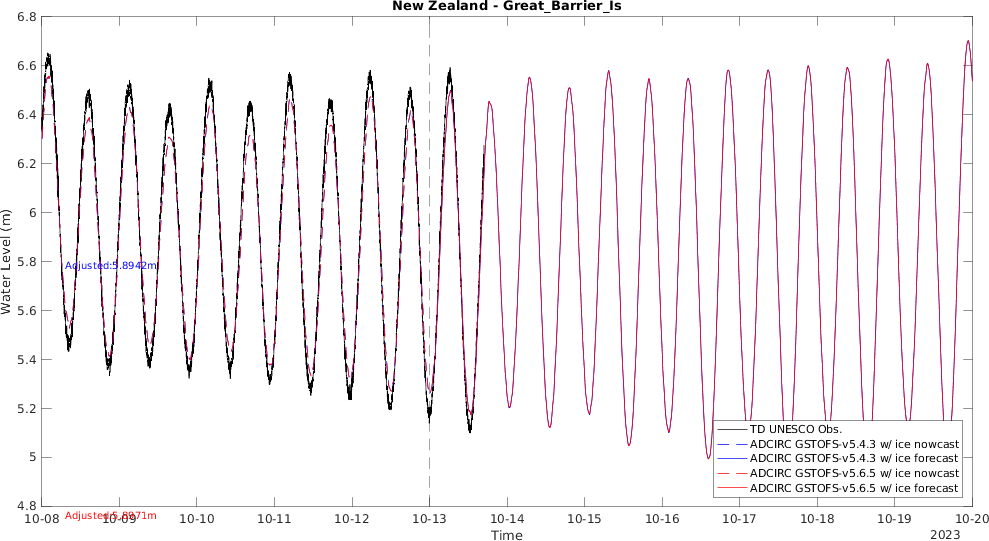 New Zealand - Great_Barrier_Is
6.8
6.6
6.4
6.2
6
5.8
5.6
5.4
5.2
5
4.8
Water Level (m)
Adjusted:5.8942m
Adjusted:5.8971m
TD UNESCO Obs.
ADCIRC GSTOFS-v5.4.3 w/ ice nowcast
ADCIRC GSTOFS-v5.4.3 w/ ice forecast
ADCIRC GSTOFS-v5.6.5 w/ ice nowcast
ADCIRC GSTOFS-v5.6.5 w/ ice forecast
10-08 10-09 10-10 10-11 10-12 10-13 10-14 10-15 10-16 10-17 10-18 10-19 10-20
Time
2023